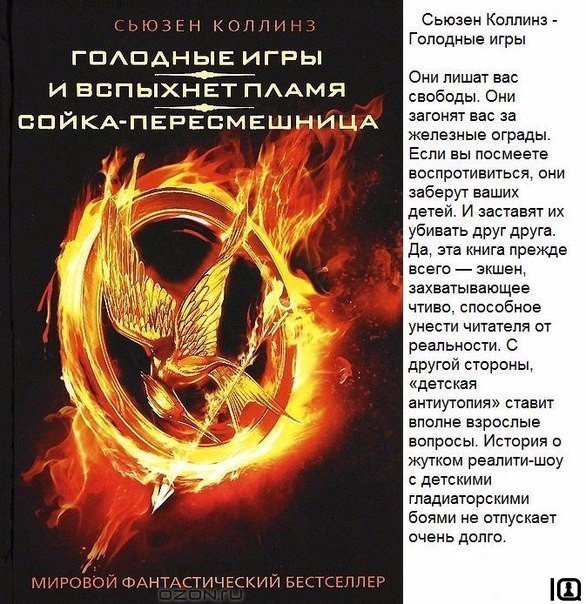 СЬЮЗЕН КОЛЛИНЗ
ГОЛОДНЫЕ ИГРЫ
И ВСПЫХНЕТ ПЛАМЯ
СОЙКА-ПЕРЕСМЕШНИЦА
МИРОВОЙ ФАНТАСТИЧЕСКИЙ БЕСТСЕЛЛЕР
ozon.ru
Сьюзен Коллинз -
Голодные игры
Они лишат вас
свободы. Они
загонят вас за
железные ограды.
Если вы посмеете
воспротивиться, они
заберут ваших
детей. И заставят их
убивать друг друга.
Да, эта книга прежде
всего — экшен,
захватывающее
чтиво, способное
унести читателя от
реальности. С
другой стороны,
«детская
антиутопия» ставит
вполне взрослые
вопросы. История о
жутком реалити-шоу
с детскими
гладиаторскими
боями не отпускает
очень долго.